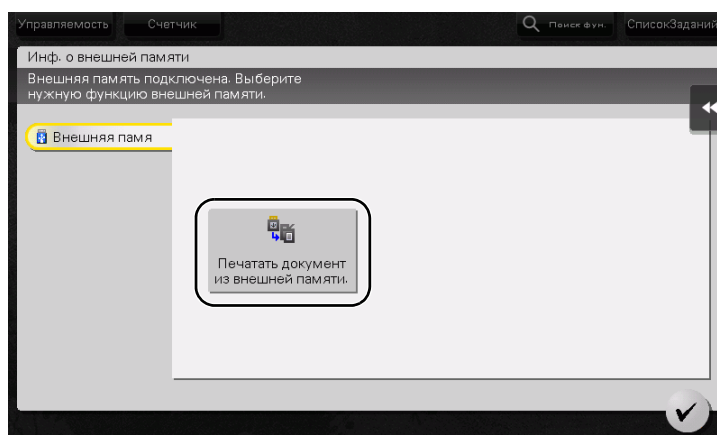 Управляемость Счетчик Поиск фун. СписокЗаданий
Инф. о внешней памяти
Внешняя память подключена. Выберите
нужную функцию внешней памяти.
Внешняя памя
Печатать документ
из внешней памяти.